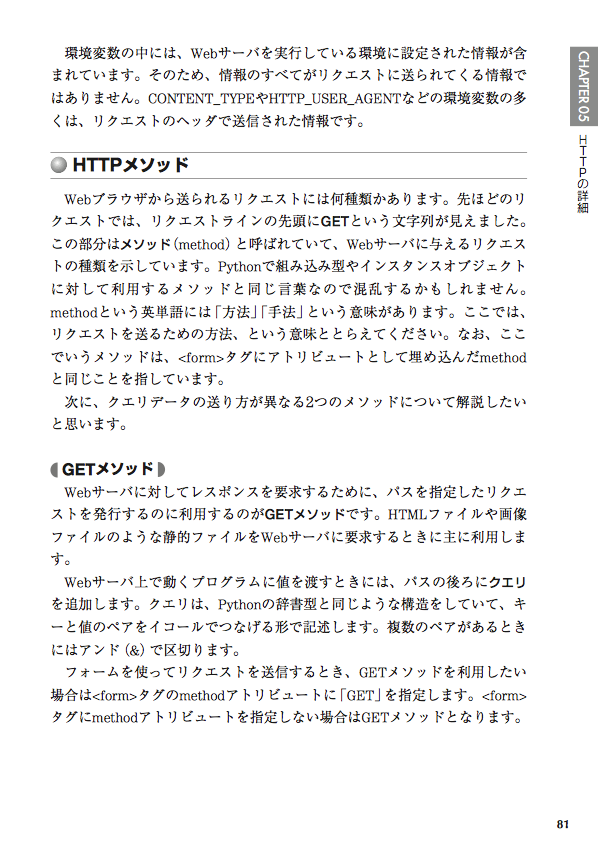 環境変数の中には、Webサーバを実行している環境に設定された情報が含
まれています。そのため、情報のすべてがリクエストに送られてくる情報で
はありません。CONTENT_TYPEやHTTP_USER_AGENTなどの環境変数の多
くは、リクエストのヘッダで送信された情報です。
HTTPメソッド
Webブラウザから送られるリクエストには何種類かあります。先ほどのリ
クエストでは、リクエストラインの先頭にGETという文字列が見えました。
この部分はメソッド(method)と呼ばれていて、Webサーバに与えるリクエス
トの種類を示しています。Pythonで組み込み型やインスタンスオブジェクト
に対して利用するメソッドと同じ言葉なので混乱するかもしれません。
methodという英単語には「方法」「手法」という意味があります。ここでは、
リクエストを送るための方法、という意味ととらえてください。なお、ここ
でいうメソッドは、<form>タグにアトリビュートとして埋め込んだmethod
と同じことを指しています。
次に、クエリデータの送り方が異なる2つのメソッドについて解説したい
と思います。
GETメソッド
Webサーバに対してレスポンスを要求するために、パスを指定したリクエ
ストを発行するのに利用するのがGETメソッドです。HTMLファイルや画像
ファイルのような静的ファイルをWebサーバに要求するときに主に利用しま
す。
Webサーバ上で動くプログラムに値を渡すときには、パスの後ろにクエリ
を追加します。クエリは、Pythonの辞書型と同じような構造をしていて、キ
ーと値のペアをイコールでつなげる形で記述します。複数のペアがあるとき
にはアンド(&)で区切ります。
フォームを使ってリクエストを送信するとき、GETメソッドを利用したい
場合は<form>タグのmethodアトリビュートに「GET」を指定します。<form>
タグにmethodアトリビュートを指定しない場合はGETメソッドとなります。
CHAPTER 05
HTTPの詳細
81